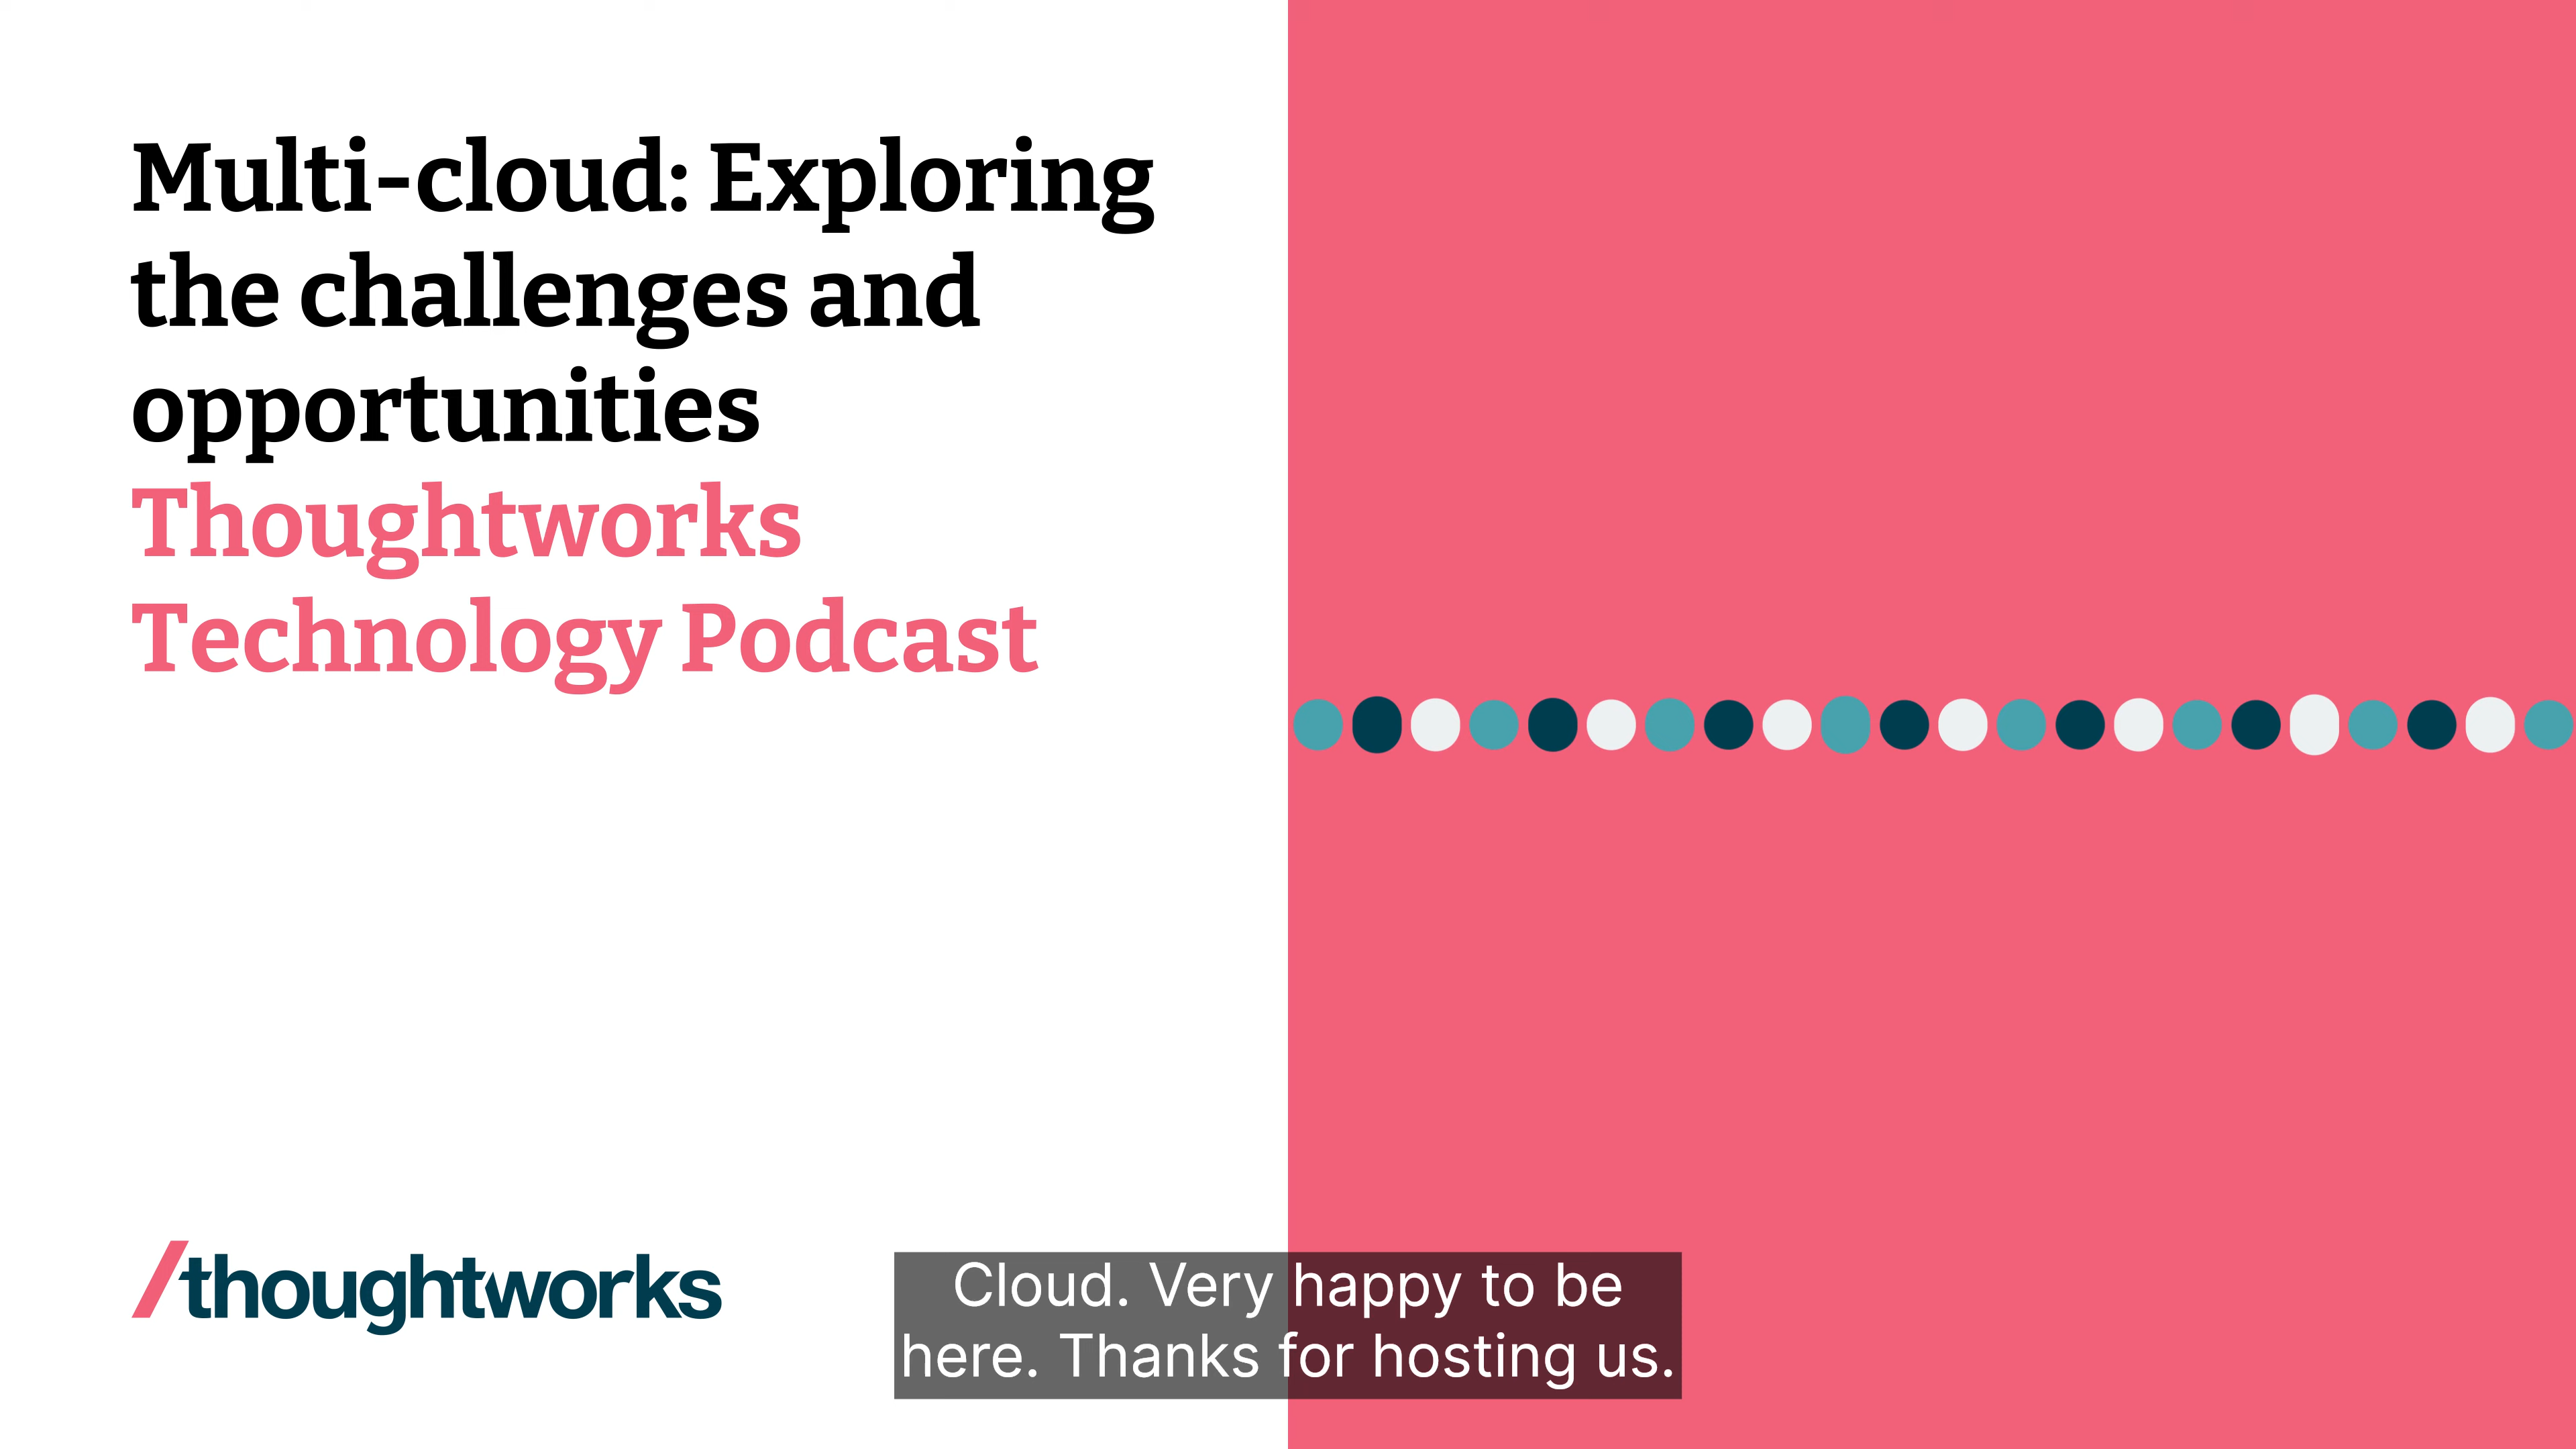 Multi-cloud: Exploring
the challenges and
opportunities
Thoughtworks
Technology Podcast
/thoughtworks
Cloud. Very happy to be
here. Thanks for hosting us.